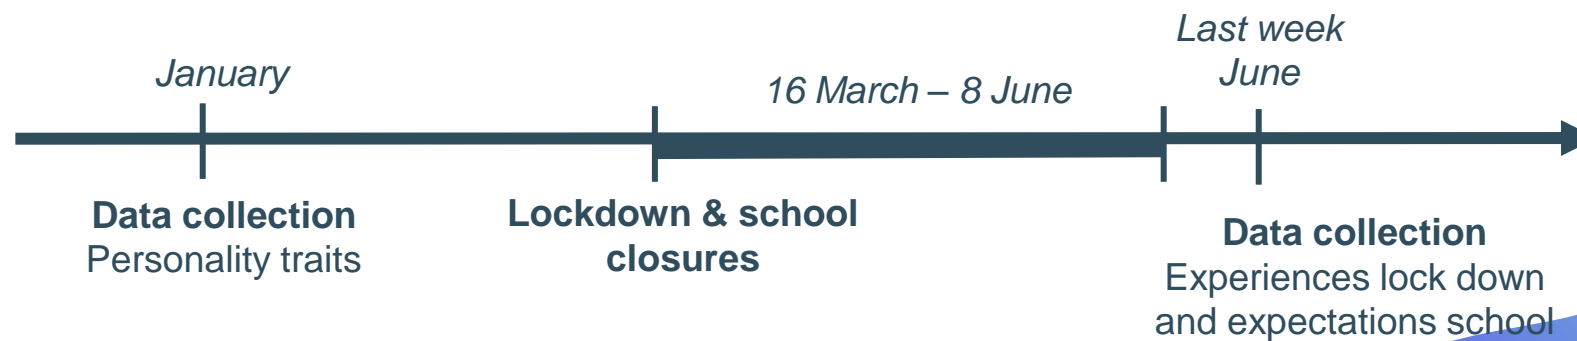 January
16 March – 8 June
Last week
June
Data collection
Personality traits
Lockdown & school
closures
Data collection
Experiences lock down
and expectations school